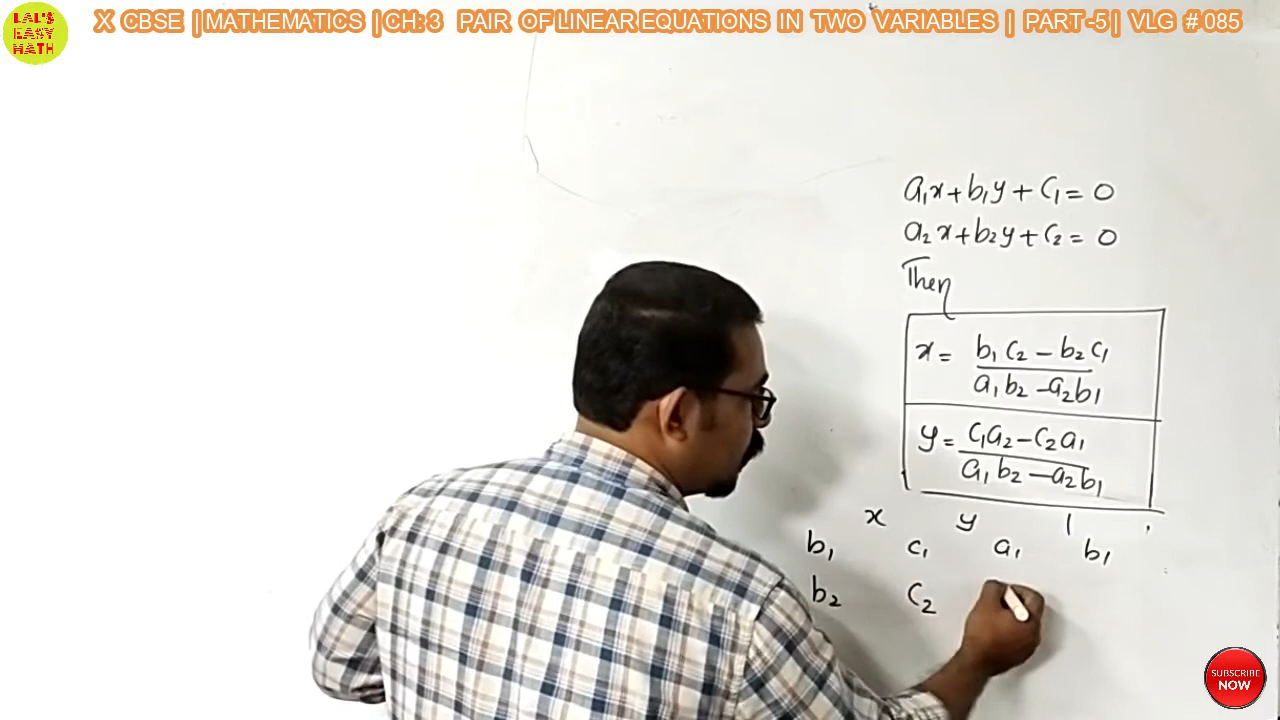 X CBSE | MATHEMATICS | CH: 3 PAIR OF LINEAR EQUATIONS IN TWO VARIABLES | PART -5 | VLG # 085
LAL'S
EASY
MATH
a₁x + b₁y + c₁ = 0
a₂x + b₂y + c₂ = 0
Then
x = b₁c₂ - b₂c₁
a₁b₂ - a₂b₁
y = c₁a₂ - c₂a₁
a₁b₂ - a₂b₁
x y 1
b₁ c₁ a₁ b₁
b₂ c₂
SUBSCRIBE
NOW